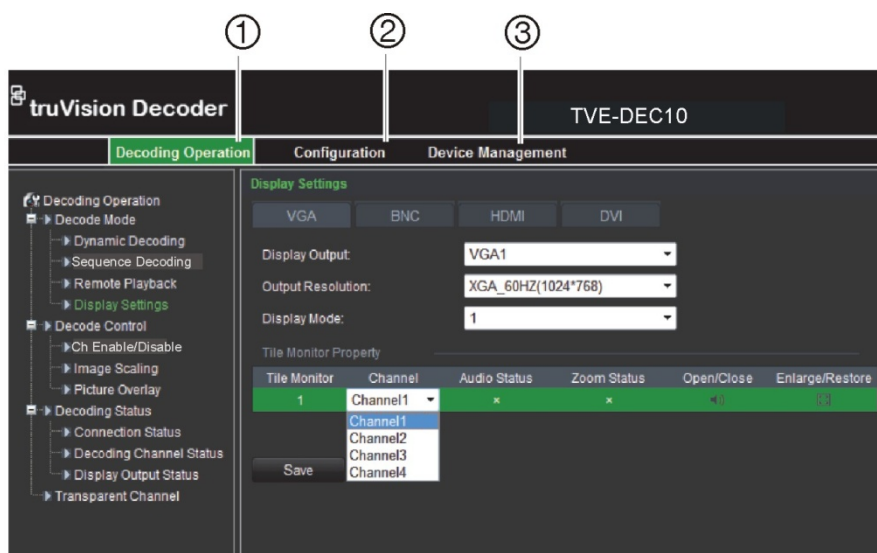 ① ② ③
truVision Decoder
TVE-DEC10
Decoding Operation Configuration Device Management
Decoding Operation
Decode Mode
Dynamic Decoding
Sequence Decoding
Remote Playback
Display Settings
Decode Control
Ch Enable/Disable
Image Scaling
Picture Overlay
Decoding Status
Connection Status
Decoding Channel Status
Display Output Status
Transparent Channel
Display Settings
VGA BNC HDMI DVI
Display Output: VGA1
Output Resolution: XGA_60HZ(1024*768)
Display Mode: 1
Tile Monitor Property
Tile Monitor Channel Audio Status Zoom Status Open/Close Enlarge/Restore
1 Channel1 × ×
Channel1
Channel2
Channel3
Channel4
Save